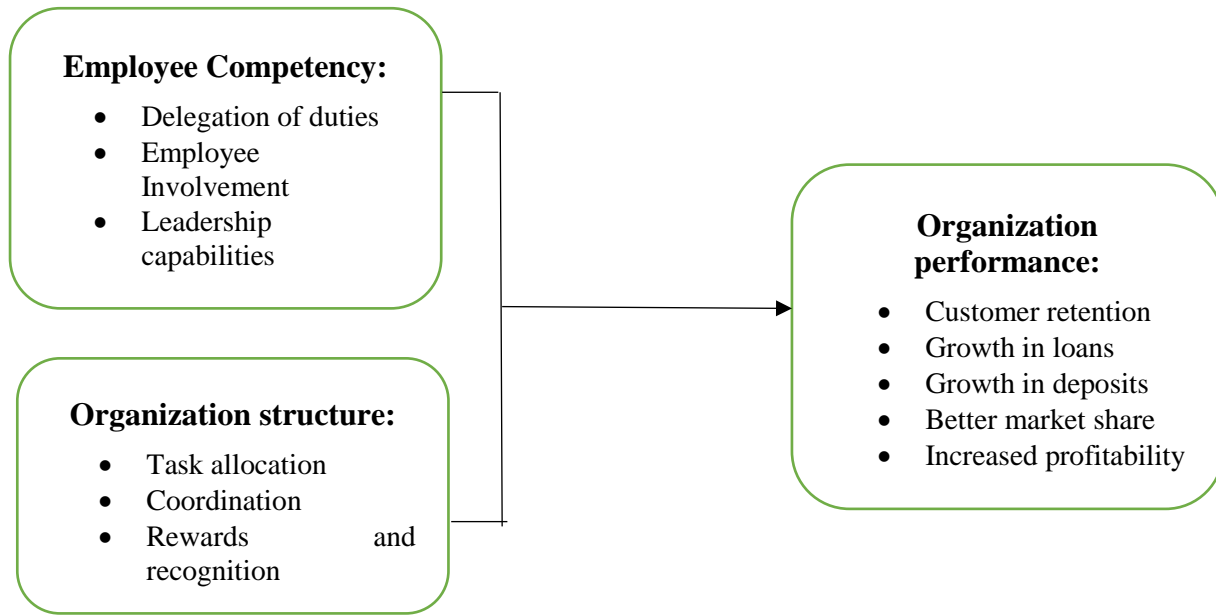 Employee Competency:
• Delegation of duties
• Employee
Involvement
• Leadership
capabilities
Organization structure:
• Task allocation
• Coordination
• Rewards and
recognition
Organization
performance:
• Customer retention
• Growth in loans
• Growth in deposits
• Better market share
• Increased profitability